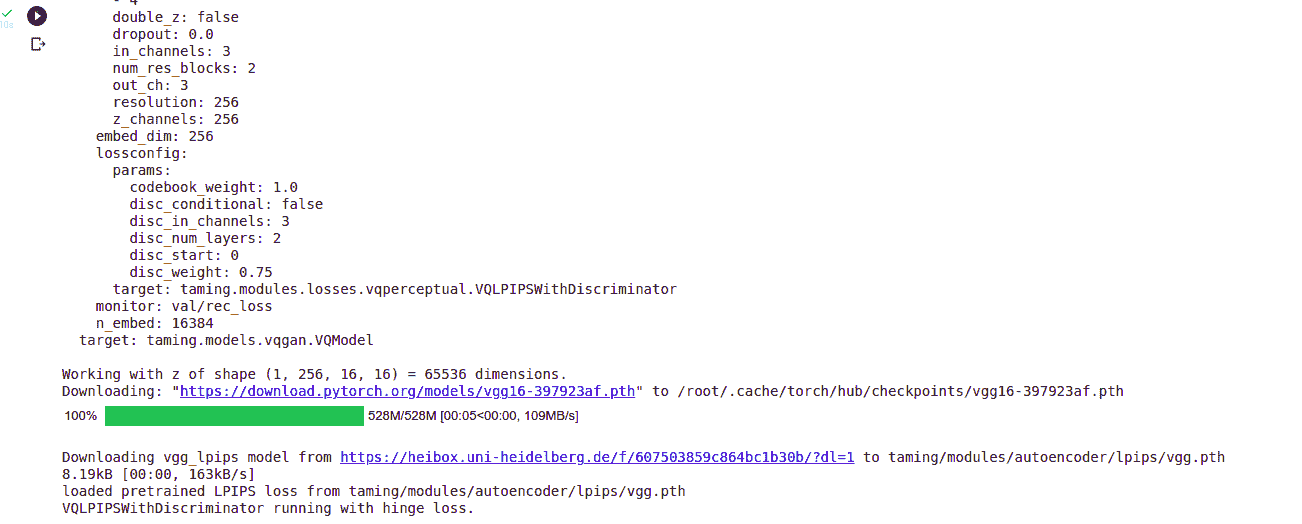 - 4
double_z: false
dropout: 0.0
in_channels: 3
num_res_blocks: 2
out_ch: 3
resolution: 256
z_channels: 256
embed_dim: 256
lossconfig:
params:
codebook_weight: 1.0
disc_conditional: false
disc_in_channels: 3
disc_num_layers: 2
disc_start: 0
disc_weight: 0.75
target: taming.modules.losses.vqperceptual.VQLPIPSWithDiscriminator
monitor: val/rec_loss
n_embed: 16384
target: taming.models.vqgan.VQModel
Working with z of shape (1, 256, 16, 16) = 65536 dimensions.
Downloading: "https://download.pytorch.org/models/vgg16-397923af.pth" to /root/.cache/torch/hub/checkpoints/vgg16-397923af.pth
100% 528M/528M [00:05<00:00, 109MB/s]
Downloading vgg_lpips model from https://heibox.uni-heidelberg.de/f/607503859c864bc1b30b/?dl=1 to taming/modules/autoencoder/lpips/vgg.pth
8.19kB [00:00, 163kB/s]
loaded pretrained LPIPS loss from taming/modules/autoencoder/lpips/vgg.pth
VQLPIPSWithDiscriminator running with hinge loss.